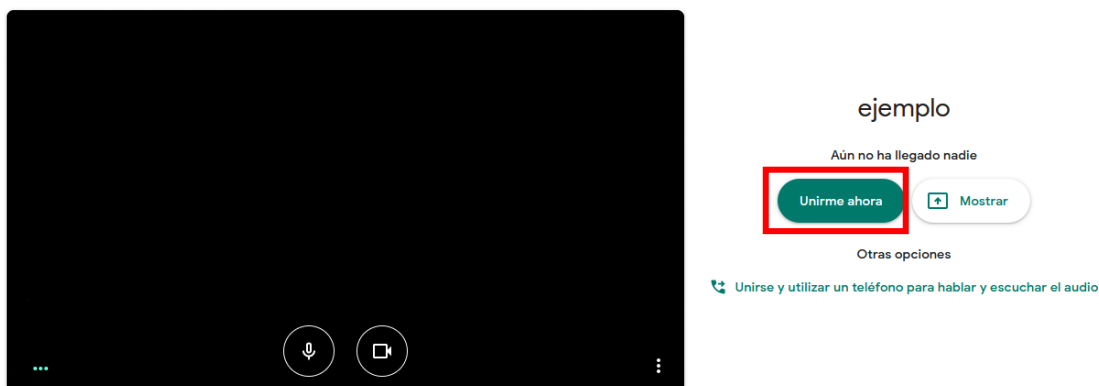 ejemplo
Aún no ha llegado nadie
Unirme ahora
Mostrar
Otras opciones
Unirse y utilizar un teléfono para hablar y escuchar el audio